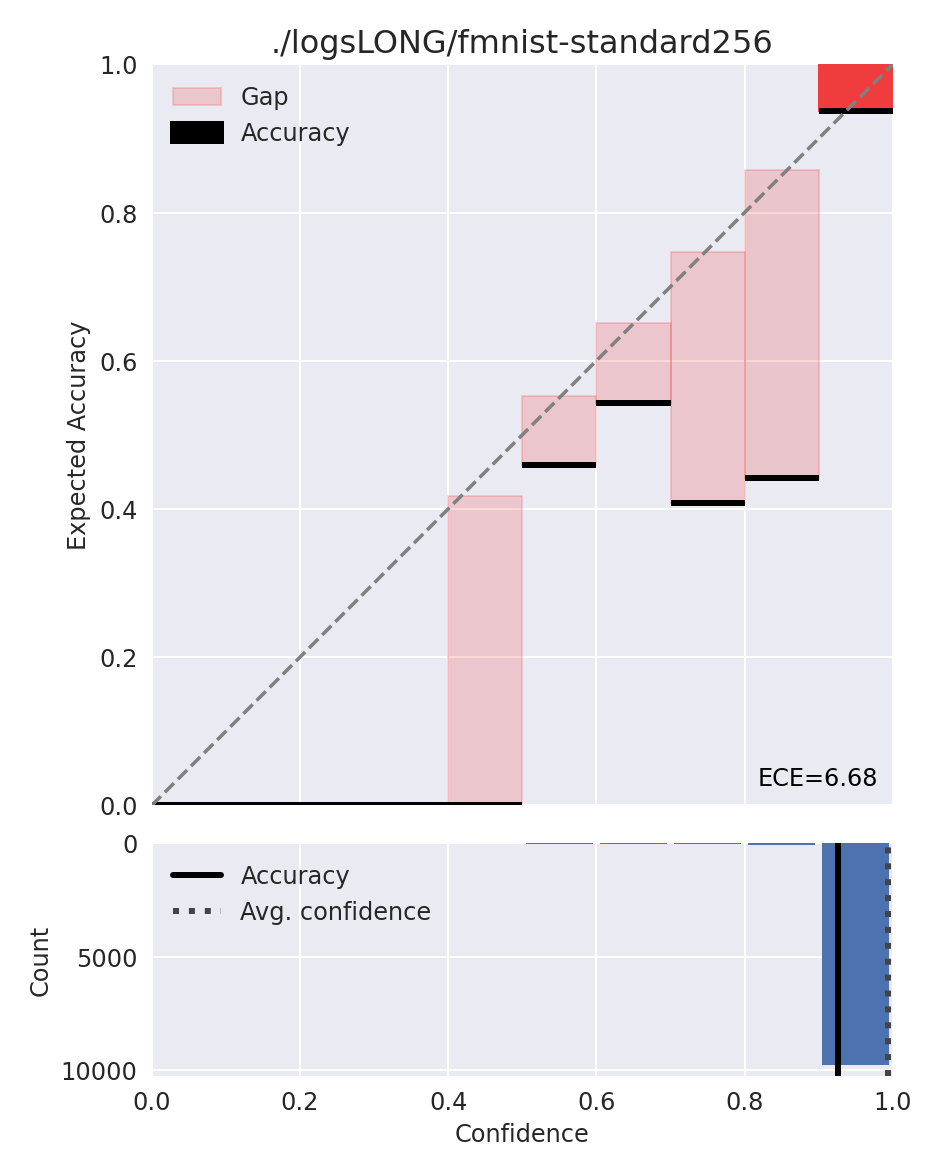 ./logsLONG/fmnist-standard256
1.0
0.8
0.6
0.4
0.2
0.0
Expected Accuracy
Gap
Accuracy
ECE=6.68
0
5000
10000
Count
Accuracy
Avg. confidence
0.0 0.2 0.4 0.6 0.8 1.0
Confidence